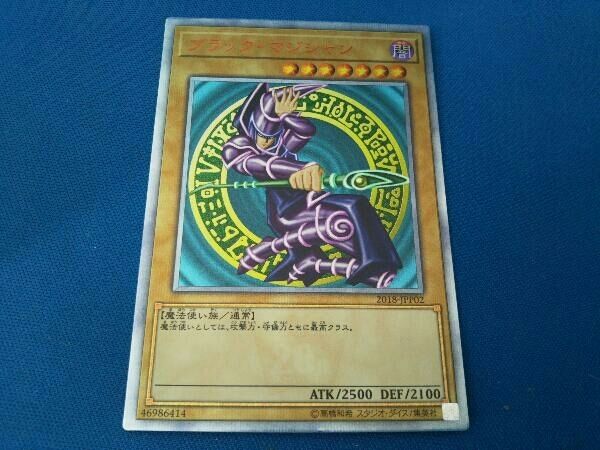 ブラック・マジシャン
闇
2018-JPP02
【魔法使い族/通常】
魔法使いとしては、攻撃力・守備力ともに最高クラス。
ATK/2500 DEF/2100
46986414
©高橋和希 スタジオ・ダイス/集英社